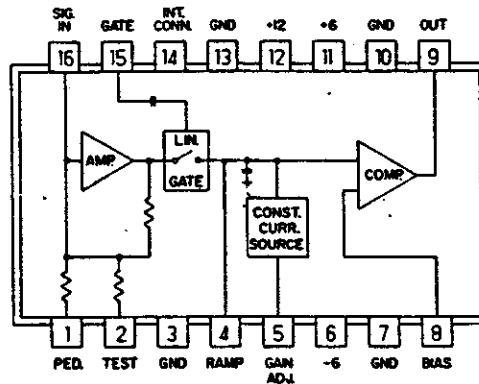 SIG. IN GATE INT. CONN. GND +12 +6 GND OUT
16 15 14 13 12 11 10 9
AMP.
LIN. GATE
COMP.
CONST. CURR. SOURCE
1 2 3 4 5 6 7 8
PED. TEST GND RAMP GAIN ADJ. -6 GND BIAS